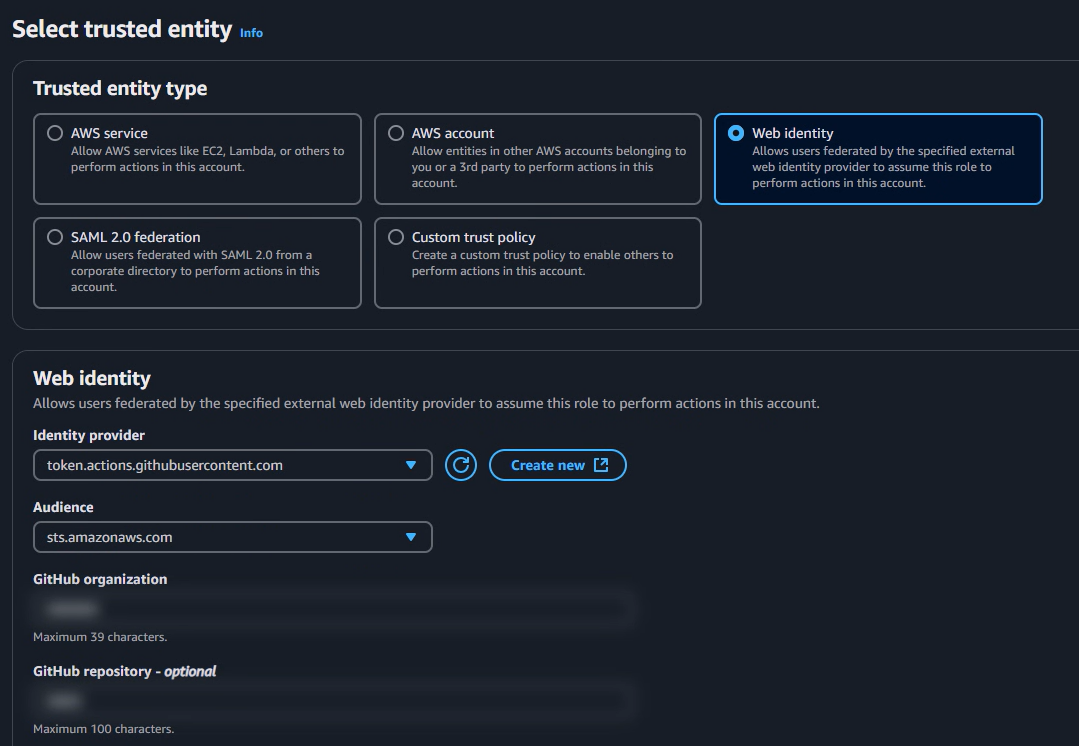 Select trusted entity Info
Trusted entity type
AWS service
Allow AWS services like EC2, Lambda, or others to
perform actions in this account.
AWS account
Allow entities in other AWS accounts belonging to
you or a 3rd party to perform actions in this
account.
Web identity
Allows users federated by the specified external
web identity provider to assume this role to
perform actions in this account.
SAML 2.0 federation
Allow users federated with SAML 2.0 from a
corporate directory to perform actions in this
account.
Custom trust policy
Create a custom trust policy to enable others to
perform actions in this account.
Web identity
Allows users federated by the specified external web identity provider to assume this role to perform actions in this account.
Identity provider
token.actions.githubusercontent.com
Create new
Audience
sts.amazonaws.com
GitHub organization
Maximum 39 characters.
GitHub repository - optional
Maximum 100 characters.